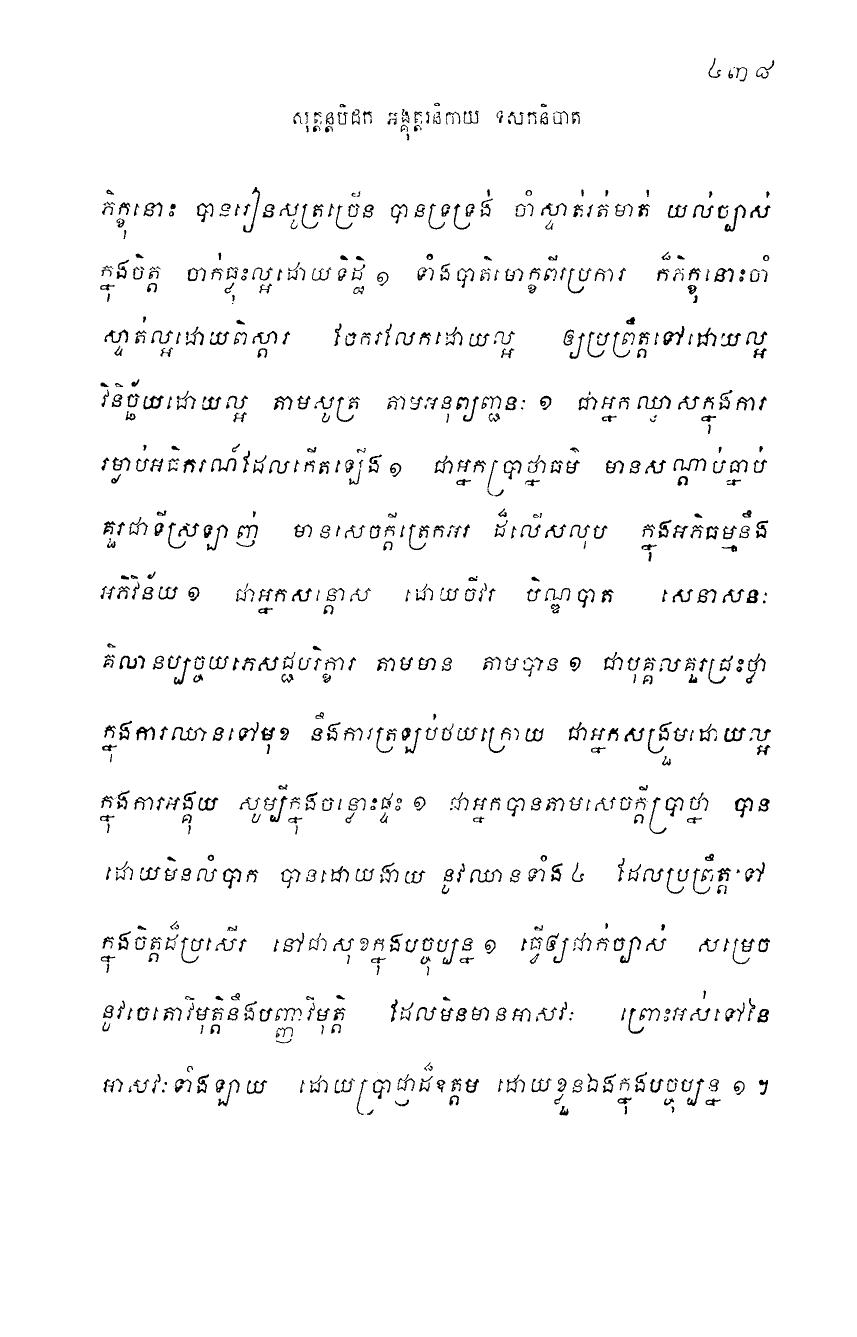 ៤៣៨
សុត្តន្តបិដក អង្គុត្តរនិកាយ ទសកនិបាត
ភិក្ខុនោះ បានរៀនសូត្រច្រើន បានទ្រទ្រង់ ចាំស្ទាត់រត់មាត់ យល់ច្បាស់
ក្នុងចិត្ត ចាក់ធ្លុះល្អដោយទិដ្ឋិ ១ ទាំងបាតិមោក្ខពីរប្រការ ក៏ភិក្ខុនោះចាំ
ស្ទាត់ល្អដោយពិស្តារ ចែករលែកដោយល្អ ឲ្យប្រព្រឹត្តទៅដោយល្អ
វិនិច្ឆ័យដោយល្អ តាមសូត្រ តាមអនុព្យញ្ជនៈ ១ ជាអ្នកឈ្លាសក្នុងការ
រម្ងាប់អធិករណ៍ដែលកើតឡើង ១ ជាអ្នកប្រាថ្នាធម៌ មានសណ្តាប់ធ្នាប់
គួរជាទីស្រឡាញ់ មានសេចក្តីត្រេកអរ ដ៏លើសលុប ក្នុងអភិធម្មនឹង
អភិវិន័យ ១ ជាអ្នកសន្តោស ដោយចីវរ បិណ្ឌបាត សេនាសនៈ
គិលានប្បច្ចយភេសជ្ជបរិក្ខារ តាមមាន តាមបាន ១ ជាបុគ្គលគួរជ្រះថ្លា
ក្នុងការឈានទៅមុខ នឹងការត្រឡប់ថយក្រោយ ជាអ្នកសង្រួមដោយល្អ
ក្នុងការអង្គុយ សូម្បីក្នុងចន្លោះផ្ទះ ១ ជាអ្នកបានតាមសេចក្តីប្រាថ្នា បាន
ដោយមិនលំបាក បានដោយងាយ នូវឈានទាំង៤ ដែលប្រព្រឹត្តទៅ
ក្នុងចិត្តដ៏ប្រសើរ នៅជាសុខក្នុងបច្ចុប្បន្ន ១ ធ្វើឲ្យជាក់ច្បាស់ សម្រេច
នូវចេតោវិមុត្តិនឹងបញ្ញាវិមុត្តិ ដែលមិនមានអាសវៈ ព្រោះអស់ទៅនៃ
អាសវៈទាំងឡាយ ដោយប្រាជ្ញាដ៏ឧត្តម ដោយខ្លួនឯងក្នុងបច្ចុប្បន្ន ១ ។